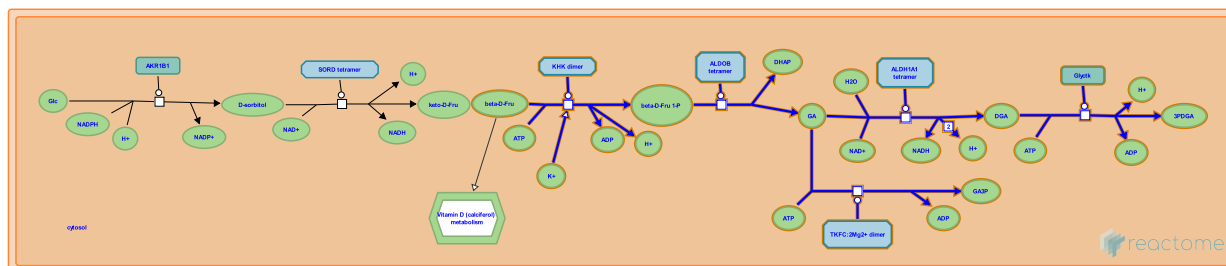 AKR1B1
SORD tetramer
KHK dimer
ALDOB
tetramer
DHAP
ALDH1A1
tetramer
Glyctk
H+
H+
H2O
Glc
D-sorbitol
keto-D-Fru
beta-D-Fru
beta-D-Fru 1-P
GA
DGA
3PDGA
NADPH
H+
NADP+
NAD+
NADH
ATP
ADP
H+
NAD+
NADH
2
H+
ATP
ADP
K+
Vitamin D (calciferol)
metabolism
ATP
GA3P
ADP
TKFC:2Mg2+ dimer
cytosol
reactome